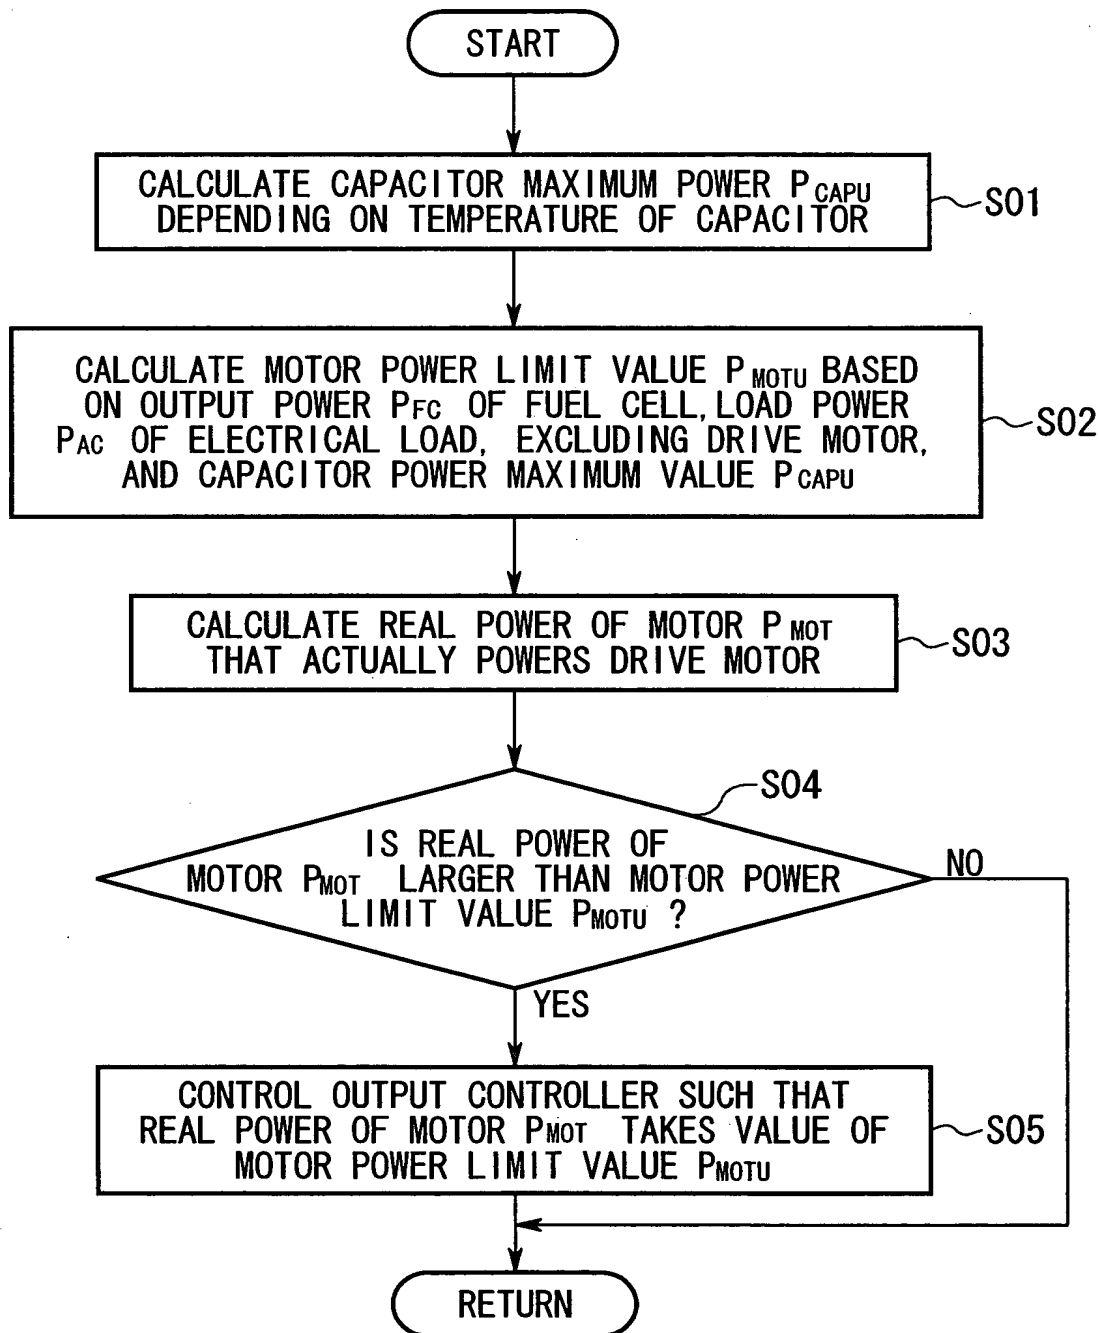 START
CALCULATE CAPACITOR MAXIMUM POWER PCAPU
DEPENDING ON TEMPERATURE OF CAPACITOR
S01
CALCULATE MOTOR POWER LIMIT VALUE PMOTU BASED
ON OUTPUT POWER PFC OF FUEL CELL, LOAD POWER
PAC OF ELECTRICAL LOAD, EXCLUDING DRIVE MOTOR,
AND CAPACITOR POWER MAXIMUM VALUE PCAPU
S02
CALCULATE REAL POWER OF MOTOR PMOT
THAT ACTUALLY POWERS DRIVE MOTOR
S03
S04
IS REAL POWER OF
MOTOR PMOT LARGER THAN MOTOR POWER
LIMIT VALUE PMOTU ?
NO
YES
CONTROL OUTPUT CONTROLLER SUCH THAT
REAL POWER OF MOTOR PMOT TAKES VALUE OF
MOTOR POWER LIMIT VALUE PMOTU
S05
RETURN